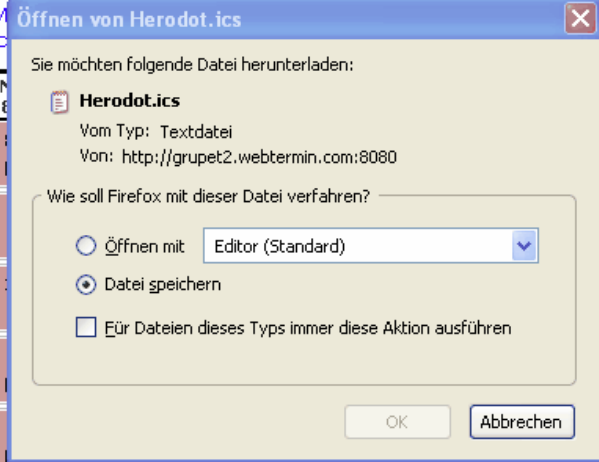 Öffnen von Herodot.ics
Sie möchten folgende Datei herunterladen:
Herodot.ics
Vom Typ: Textdatei
Von: http://grupet2.webtermin.com:8080
Wie soll Firefox mit dieser Datei verfahren?
Öffnen mit Editor (Standard)
Datei speichern
Für Dateien dieses Typs immer diese Aktion ausführen
OK Abbrechen